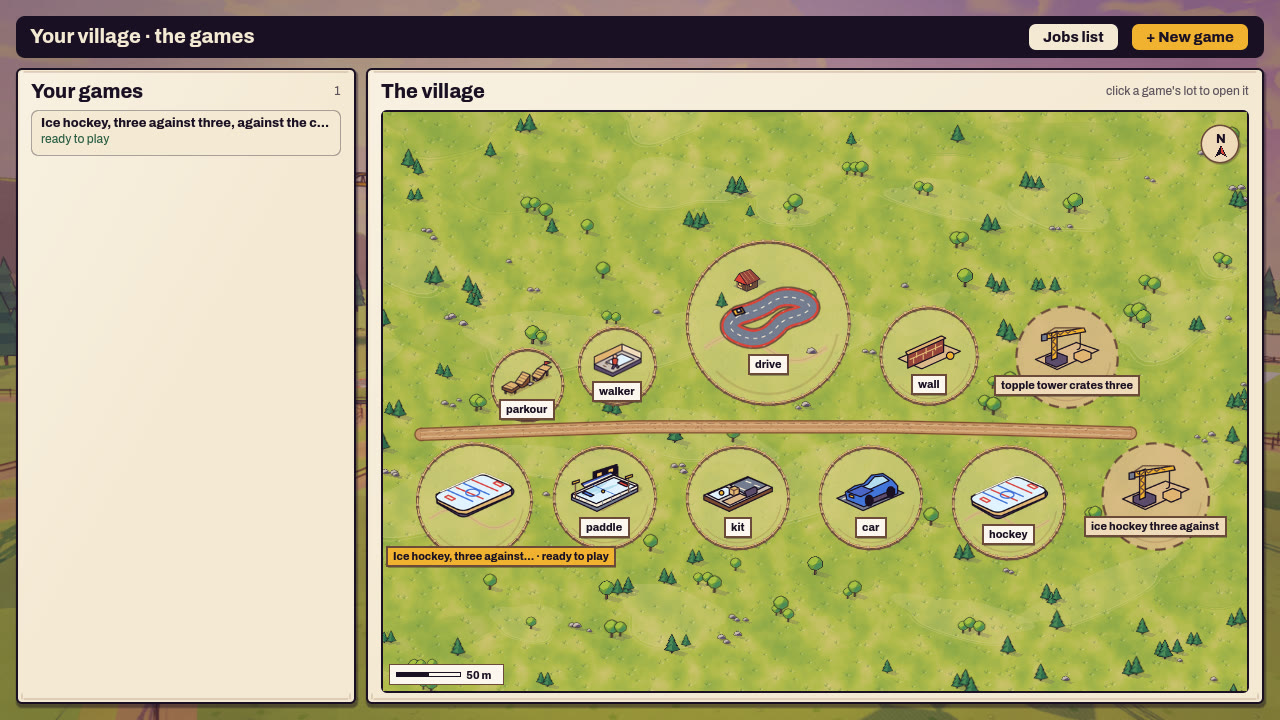 Your village · the games
Jobs list
+ New game
Your games
1
Ice hockey, three against three, against the c...
ready to play
The village
click a game's lot to open it
N
drive
wall
topple tower crates three
walker
parkour
paddle
kit
car
hockey
ice hockey three against
Ice hockey, three against... · ready to play
50 m